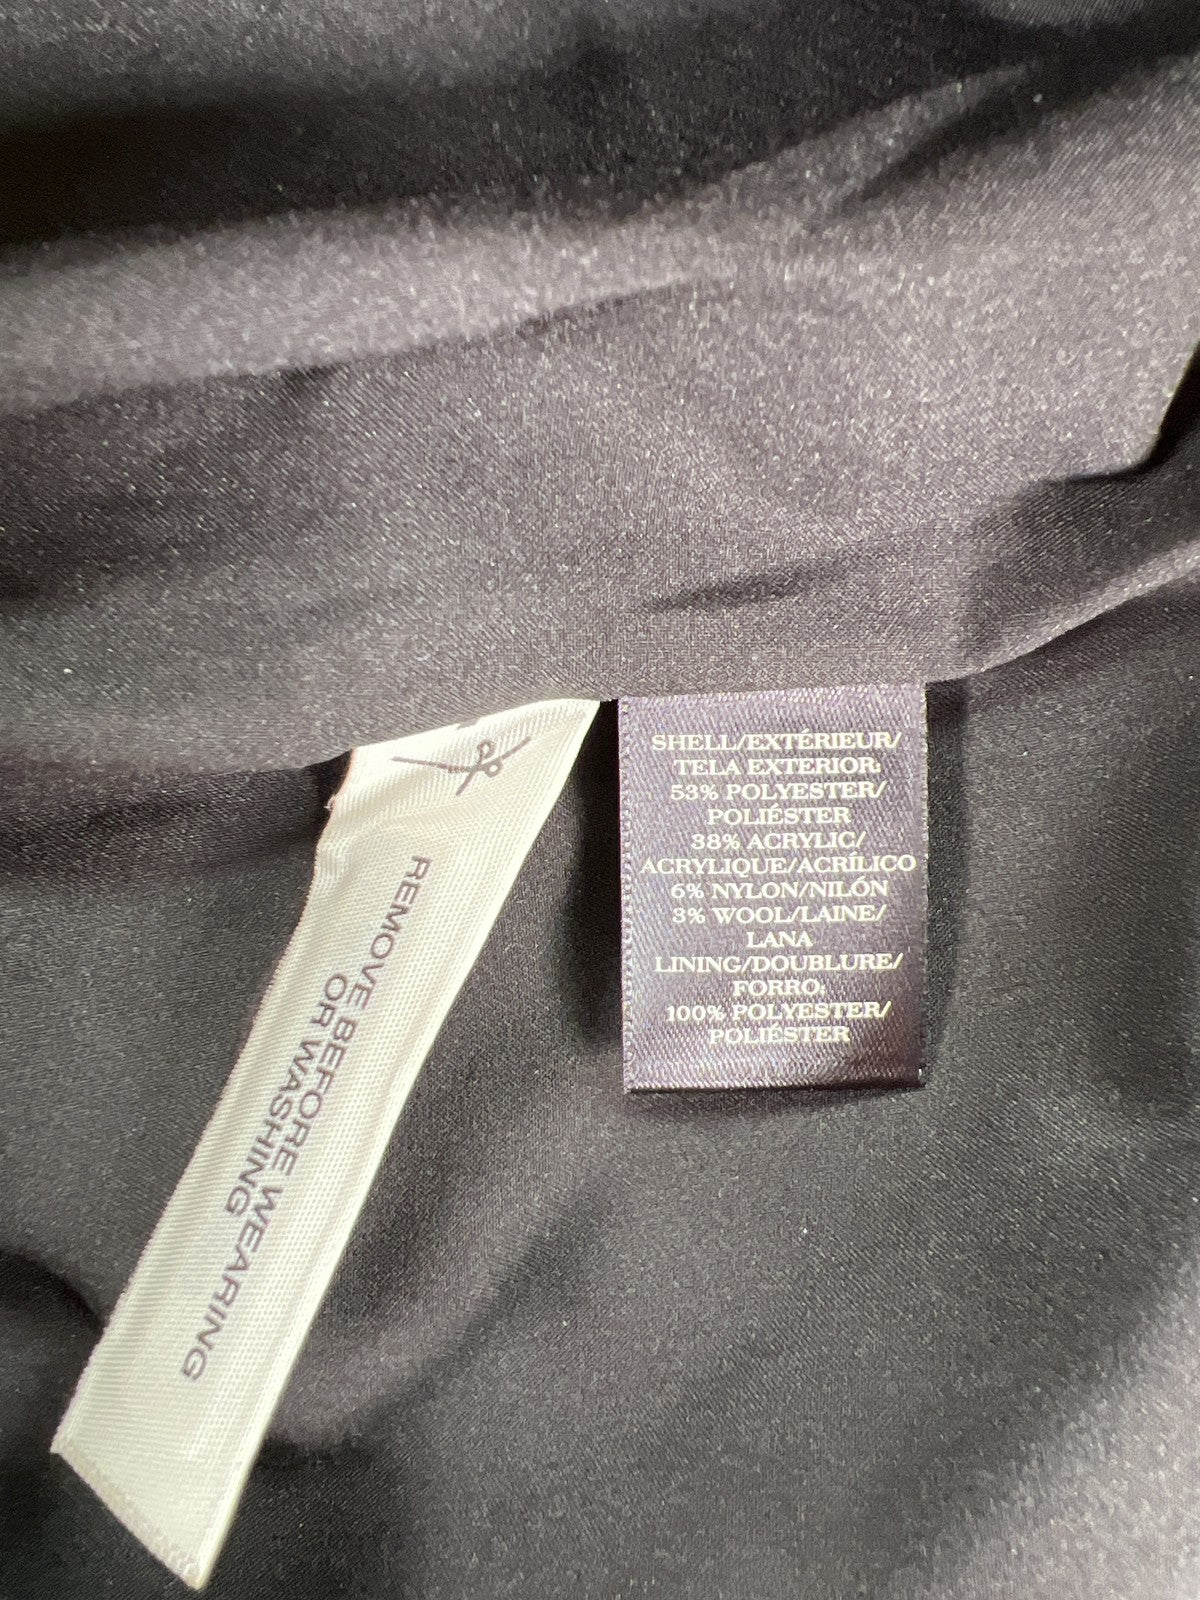 REMOVE BEFORE WEARING
OR WASHING
SHELL/EXTÉRIEUR/
TELA EXTERIOR:
53% POLYESTER/
POLIÉSTER
38% ACRYLIC/
ACRYLIQUE/ACRÍLICO
6% NYLON/NILÓN
3% WOOL/LAINE/
LANA
LINING/DOUBLURE/
FORRO:
100% POLYESTER/
POLIÉSTER